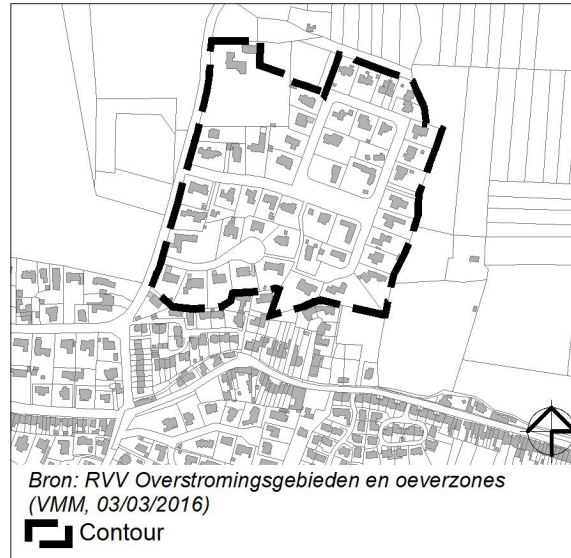 Bron: RVV Overstromingsgebieden en oeverzones
(VMM, 03/03/2016)
Contour